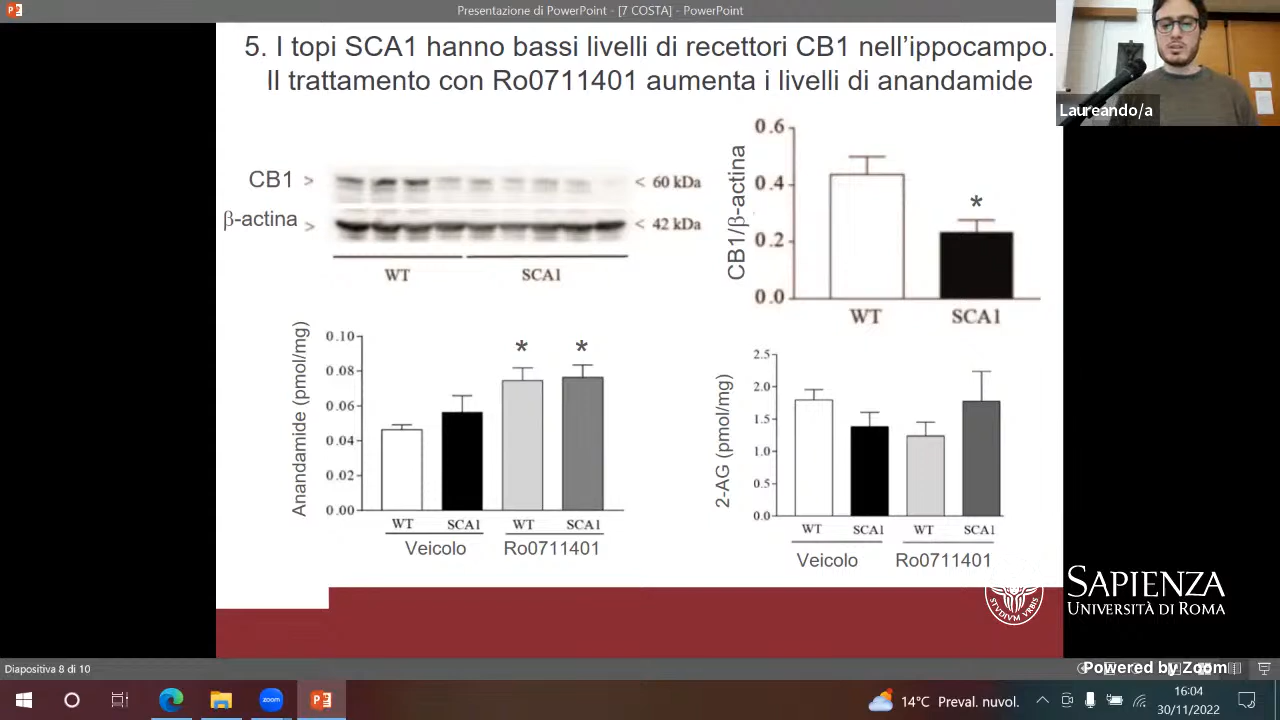 Presentazione di PowerPoint - [7 COSTA] - PowerPoint
5. I topi SCA1 hanno bassi livelli di recettori CB1 nell'ippocampo.
Il trattamento con Ro0711401 aumenta i livelli di anandamide
Laureando/a
CB1 >
< 60 kDa
β-actina >
< 42 kDa
WT
SCA1
CB1/β-actina
0.6
0.4
0.2
0.0
*
WT
SCA1
Anandamide (pmol/mg)
0.10
0.08
0.06
0.04
0.02
0.00
* *
WT SCA1 WT SCA1
Veicolo Ro0711401
2-AG (pmol/mg)
2.5
2.0
1.5
1.0
0.5
0.0
WT SCA1 WT SCA1
Veicolo Ro0711401
STVDIVM VRBIS
SAPIENZA
UNIVERSITÀ DI ROMA
Diapositiva 8 di 10
Powered by Zoom
zoom
14°C Preval. nuvol.
16:04
30/11/2022